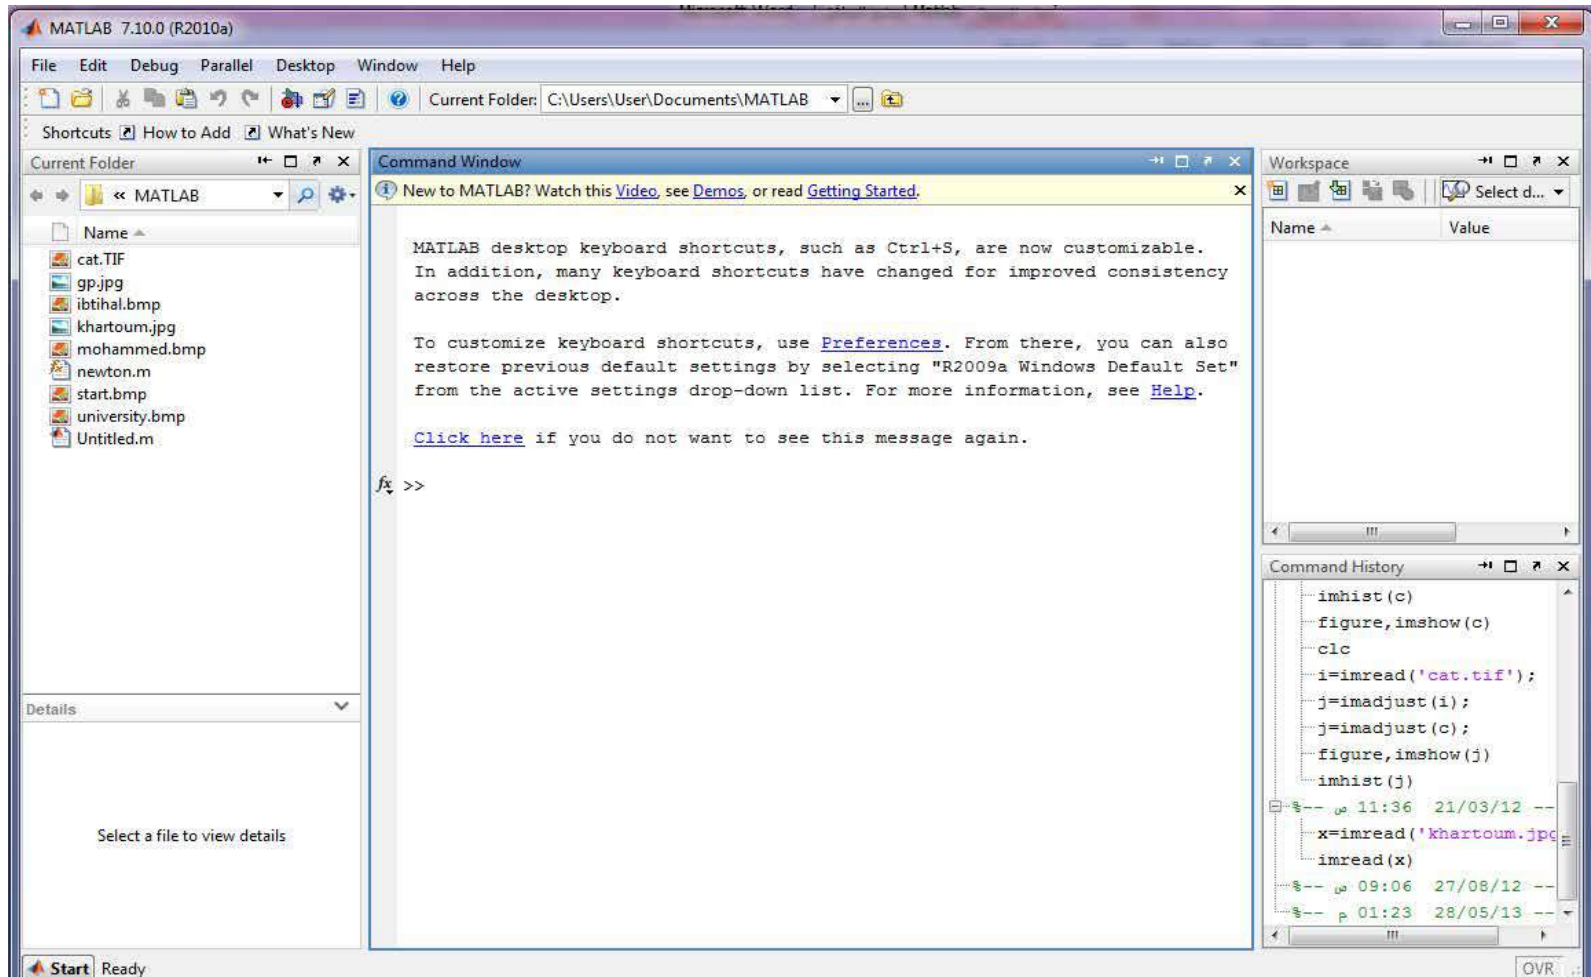 MATLAB 7.10.0 (R2010a)
File Edit Debug Parallel Desktop Window Help
Current Folder: C:\Users\User\Documents\MATLAB
Shortcuts How to Add What's New
Current Folder
« MATLAB
Name
cat.TIF
gp.jpg
ibtihal.bmp
khartoum.jpg
mohammed.bmp
newton.m
start.bmp
university.bmp
Untitled.m
Details
Select a file to view details
Command Window
New to MATLAB? Watch this Video, see Demos, or read Getting Started.
MATLAB desktop keyboard shortcuts, such as Ctrl+S, are now customizable.
In addition, many keyboard shortcuts have changed for improved consistency
across the desktop.
To customize keyboard shortcuts, use Preferences. From there, you can also
restore previous default settings by selecting "R2009a Windows Default Set"
from the active settings drop-down list. For more information, see Help.
Click here if you do not want to see this message again.
fx >>
Workspace
Select d...
Name Value
Command History
imhist(c)
figure,imshow(c)
clc
i=imread('cat.tif');
j=imadjust(i);
j=imadjust(c);
figure,imshow(j)
imhist(j)
%-- ص 11:36 21/03/12 --
x=imread('khartoum.jpg
imread(x)
%-- ص 09:06 27/08/12 --
%-- م 01:23 28/05/13 --
Start Ready
OVR